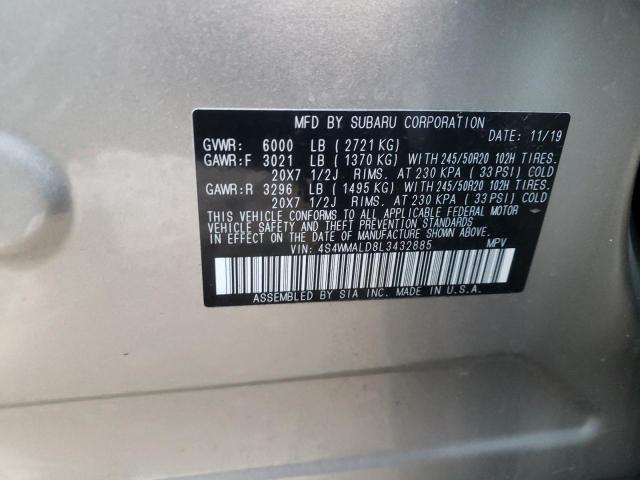 MFD BY SUBARU CORPORATION
DATE: 11/19
GVWR: 6000 LB ( 2721 KG)
GAWR:F 3021 LB ( 1370 KG) WITH 245/50R20 102H TIRES.
20X7 1/2J RIMS. AT 230 KPA ( 33 PSI) COLD
GAWR:R 3296 LB ( 1495 KG) WITH 245/50R20 102H TIRES.
20X7 1/2J RIMS. AT 230 KPA ( 33 PSI) COLD
THIS VEHICLE CONFORMS TO ALL APPLICABLE FEDERAL MOTOR
VEHICLE SAFETY AND THEFT PREVENTION STANDARDS
IN EFFECT ON THE DATE OF MANUFACTURE SHOWN ABOVE.
VIN: 4S4WMALD8L3432885 MPV
ASSEMBLED BY SIA INC. MADE IN U.S.A.